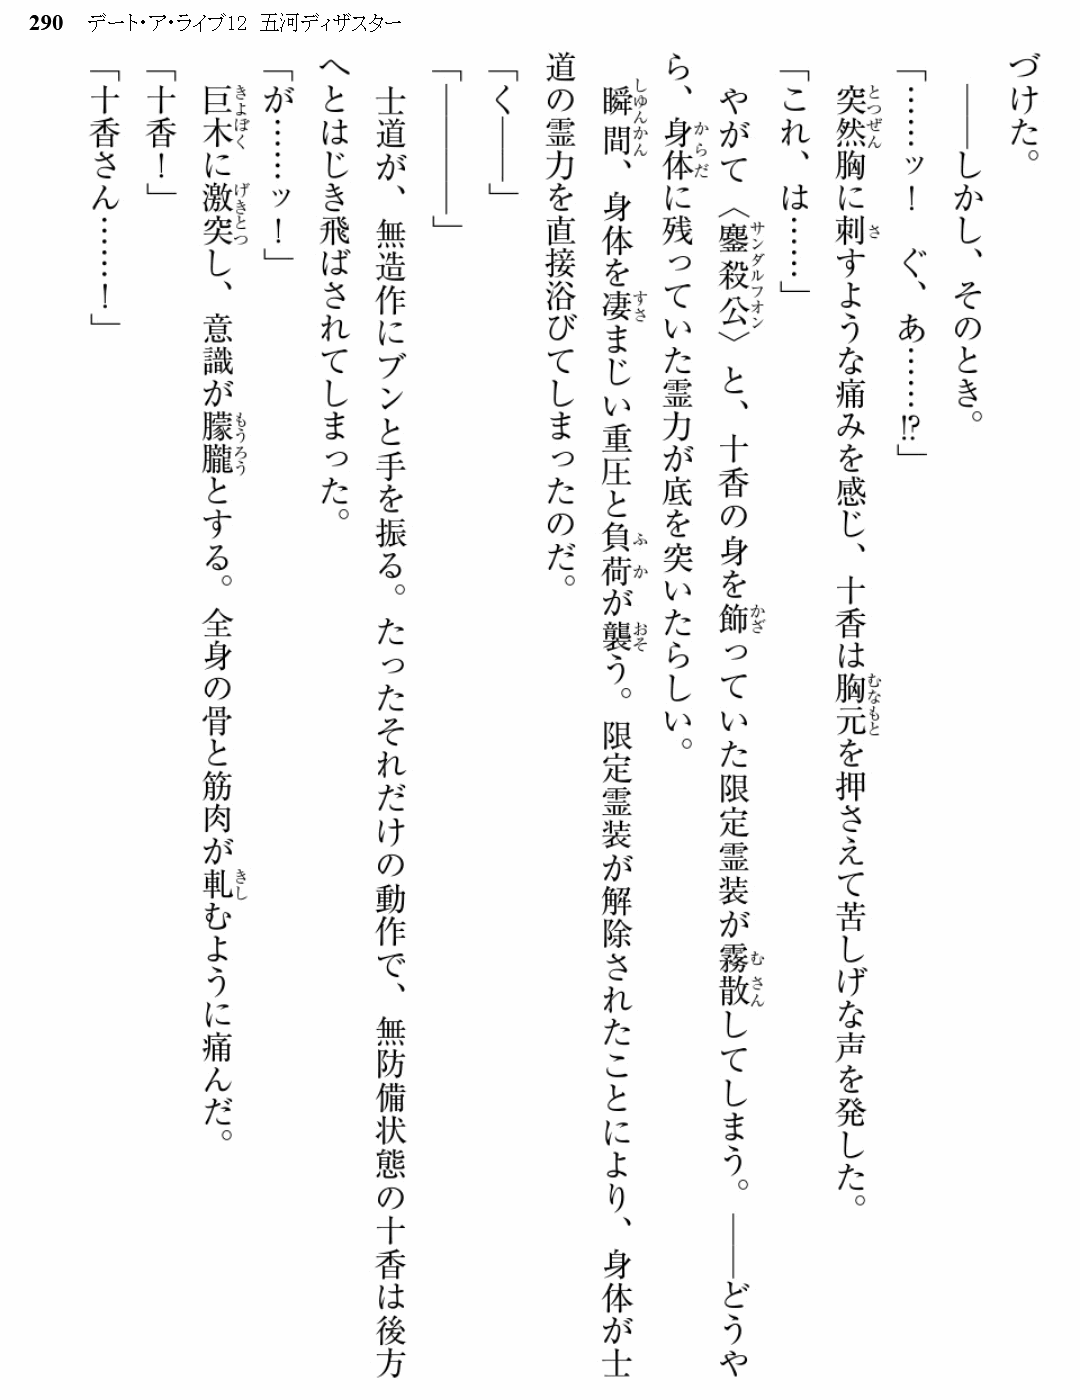 290 デート・ア・ライブ12 五河ディザスター
づけた。
――しかし、そのとき。
「……ッ！　ぐ、あ……⁉」
突然胸に刺すような痛みを感じ、十香は胸元を押さえて苦しげな声を発した。
「これ、は……」
やがて〈鏖殺公〉と、十香の身を飾っていた限定霊装が霧散してしまう。――どうや
ら、身体に残っていた霊力が底を突いたらしい。
瞬間、身体を凄まじい重圧と負荷が襲う。限定霊装が解除されたことにより、身体が士
道の霊力を直接浴びてしまったのだ。
「く――」
「――――」
士道が、無造作にブンと手を振る。たったそれだけの動作で、無防備状態の十香は後方
へとはじき飛ばされてしまった。
「が……ッ！」
巨木に激突し、意識が朦朧とする。全身の骨と筋肉が軋むように痛んだ。
「十香！」
「十香さん……！」